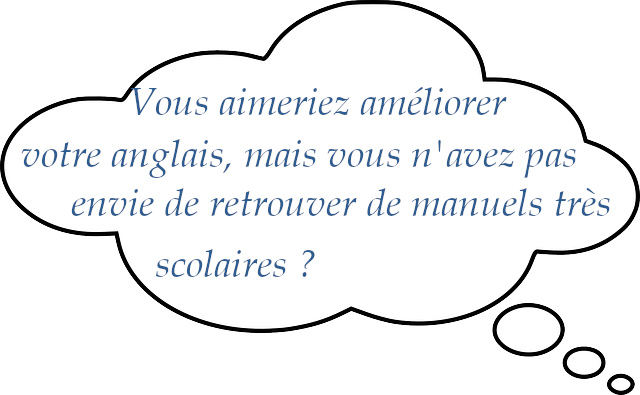 Vous aimeriez améliorer
votre anglais, mais vous n'avez pas
envie de retrouver de manuels très
scolaires ?